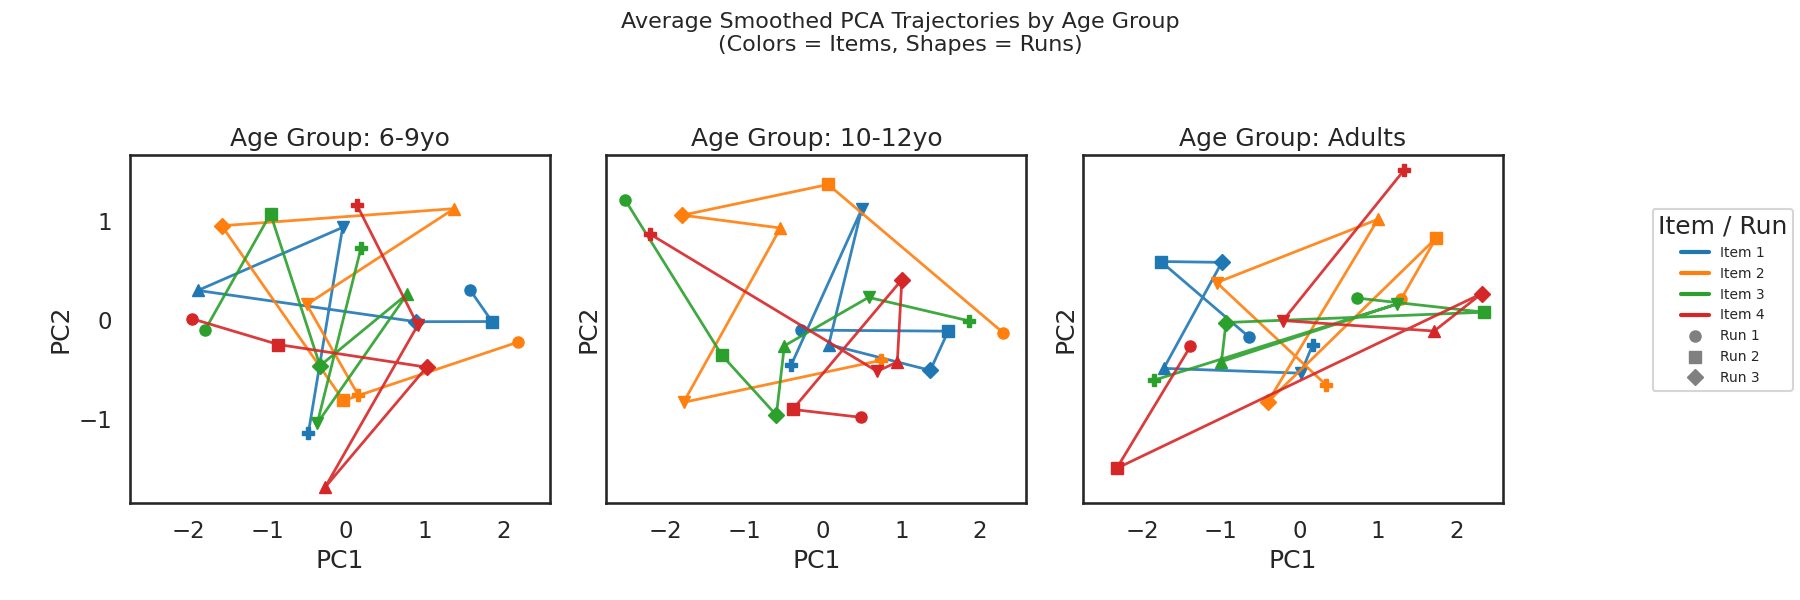 Average Smoothed PCA Trajectories by Age Group
(Colors = Items, Shapes = Runs)
Age Group: 6-9yo
Age Group: 10-12yo
Age Group: Adults
PC2
1
0
−1
−2
−1
0
1
2
PC1
PC2
−2
−1
0
1
2
PC1
PC2
−2
−1
0
1
2
PC1
Item / Run
Item 1
Item 2
Item 3
Item 4
Run 1
Run 2
Run 3